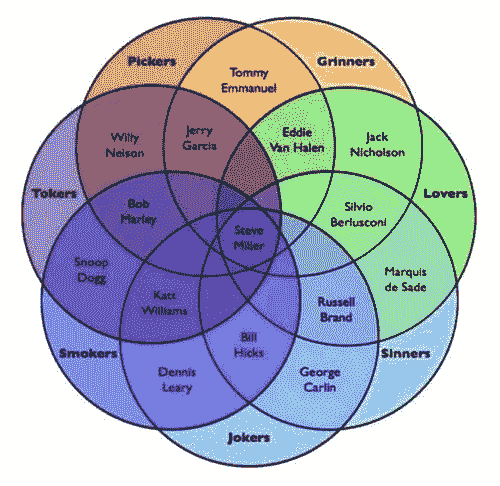 Pickers
Grinners
Tommy
Emmanuel
Willy
Nelson
Jerry
Garcia
Eddie
Van Halen
Jack
Nicholson
Tokers
Lovers
Bob
Marley
Silvio
Berlusconi
Steve
Miller
Snoop
Dogg
Marquis
de Sade
Katt
Williams
Russell
Brand
Smokers
Bill
Hicks
Sinners
Dennis
Leary
George
Carlin
Jokers